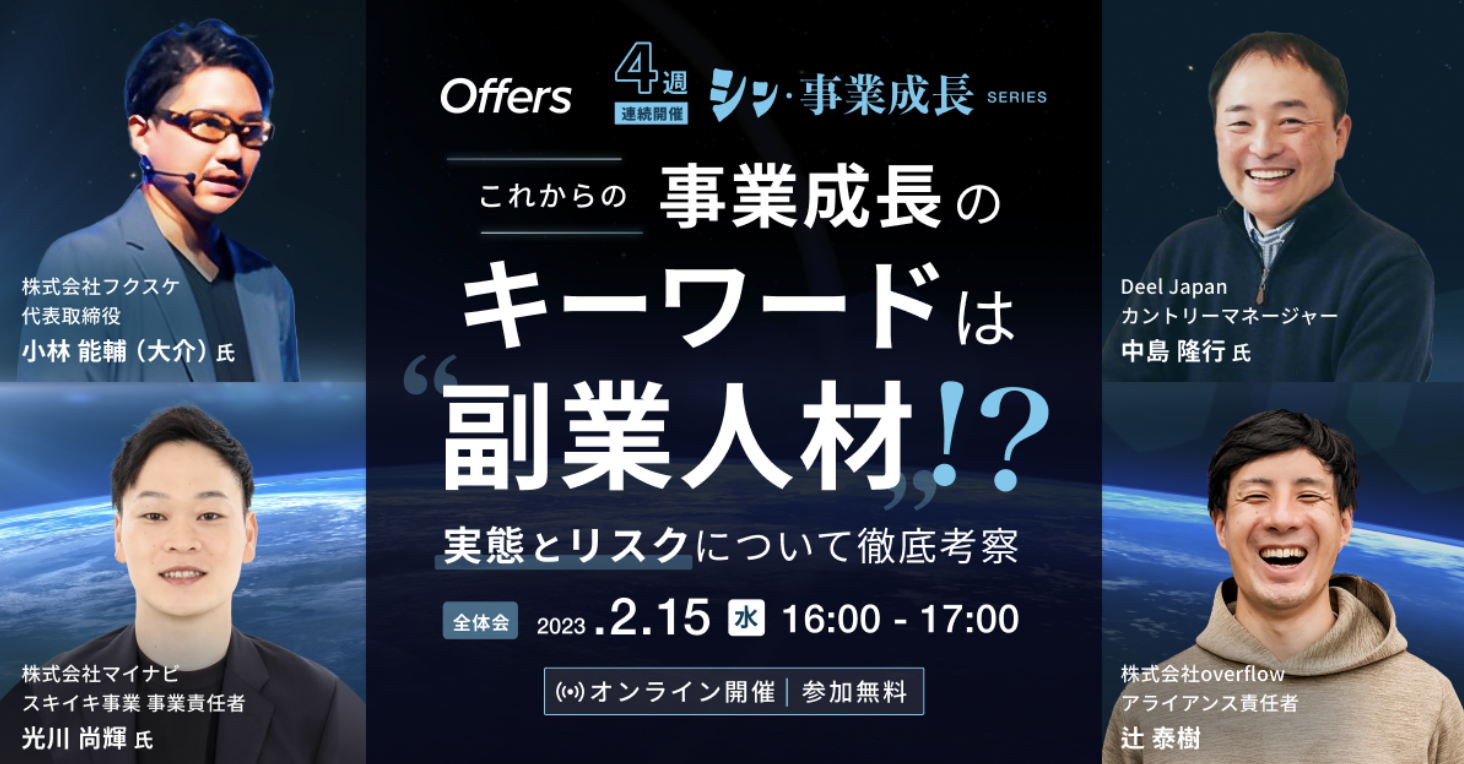 Offers
4週
連続開催
シン・事業成長 SERIES
これからの 事業成長の
キーワードは
“副業人材”!?
実態とリスクについて徹底考察
全体会 2023.2.15 水 16:00 - 17:00
オンライン開催 | 参加無料
株式会社フクスケ
代表取締役
小林 能輔（大介）氏
Deel Japan
カントリーマネージャー
中島 隆行 氏
株式会社マイナビ
スキイキ事業 事業責任者
光川 尚輝 氏
株式会社overflow
アライアンス責任者
辻 泰樹